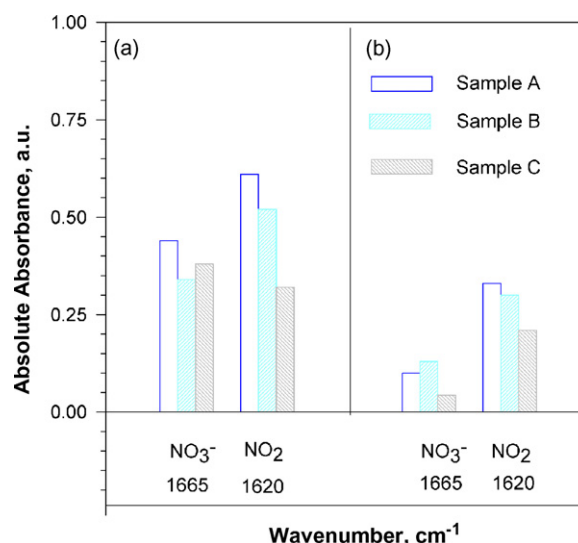 1.00
(a)
(b)
Sample A
0.75
Sample B
Sample C
0.50
0.25
0.00
Absolute Absorbance, a.u.
NO₃⁻ NO₂ NO₃⁻ NO₂
1665 1620 1665 1620
Wavenumber, cm⁻¹